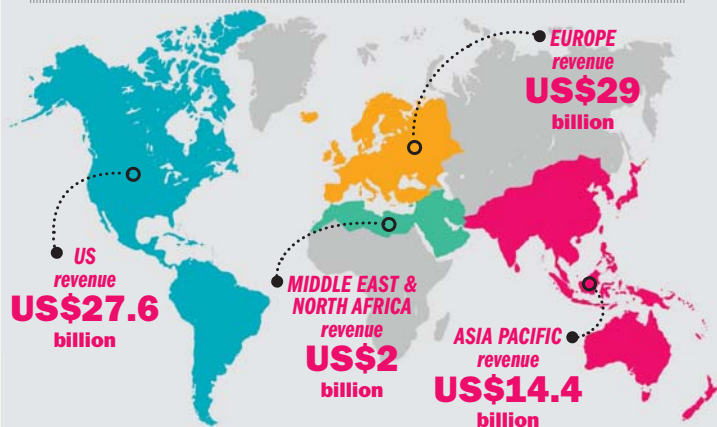 EUROPE
revenue
US$29
billion
US
revenue
US$27.6
billion
MIDDLE EAST &
NORTH AFRICA
revenue
US$2
billion
ASIA PACIFIC
revenue
US$14.4
billion